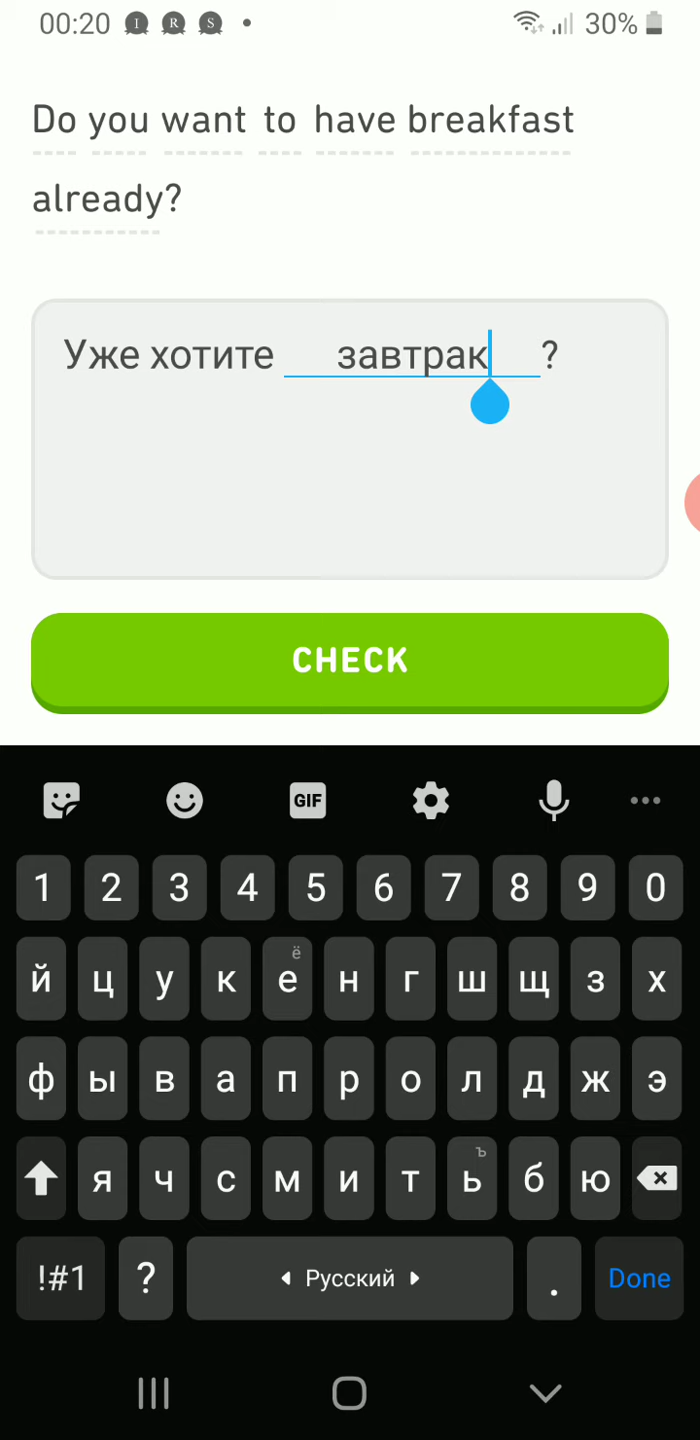 00:20 I R S 30%
Do you want to have breakfast
already?
Уже хотите завтрак?
CHECK
GIF
1 2 3 4 5 6 7 8 9 0
ё
й ц у к е н г ш щ з х
ф ы в а п р о л д ж э
ъ
я ч с м и т ь б ю
!#1 ? Русский . Done